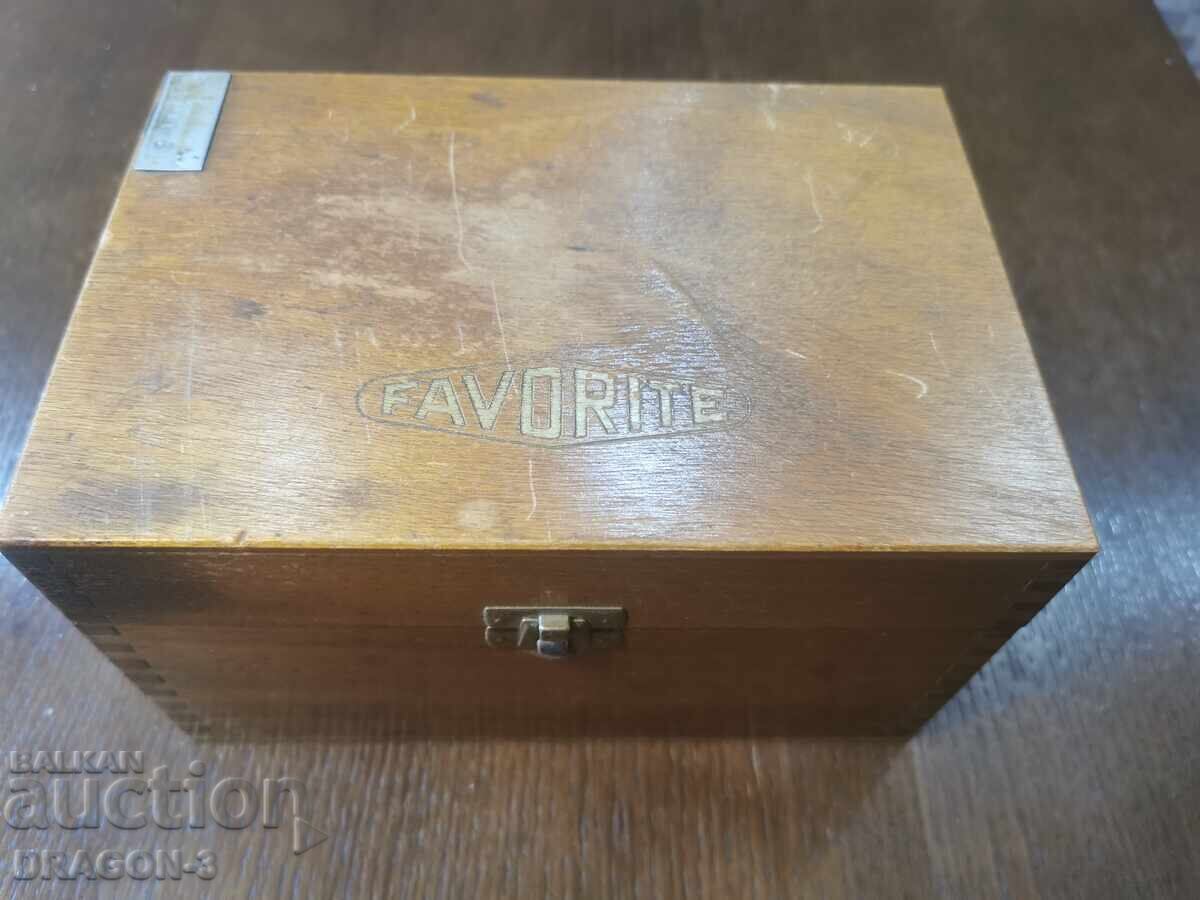 FAVORITE
BALKAN
auction
DRAGON-3